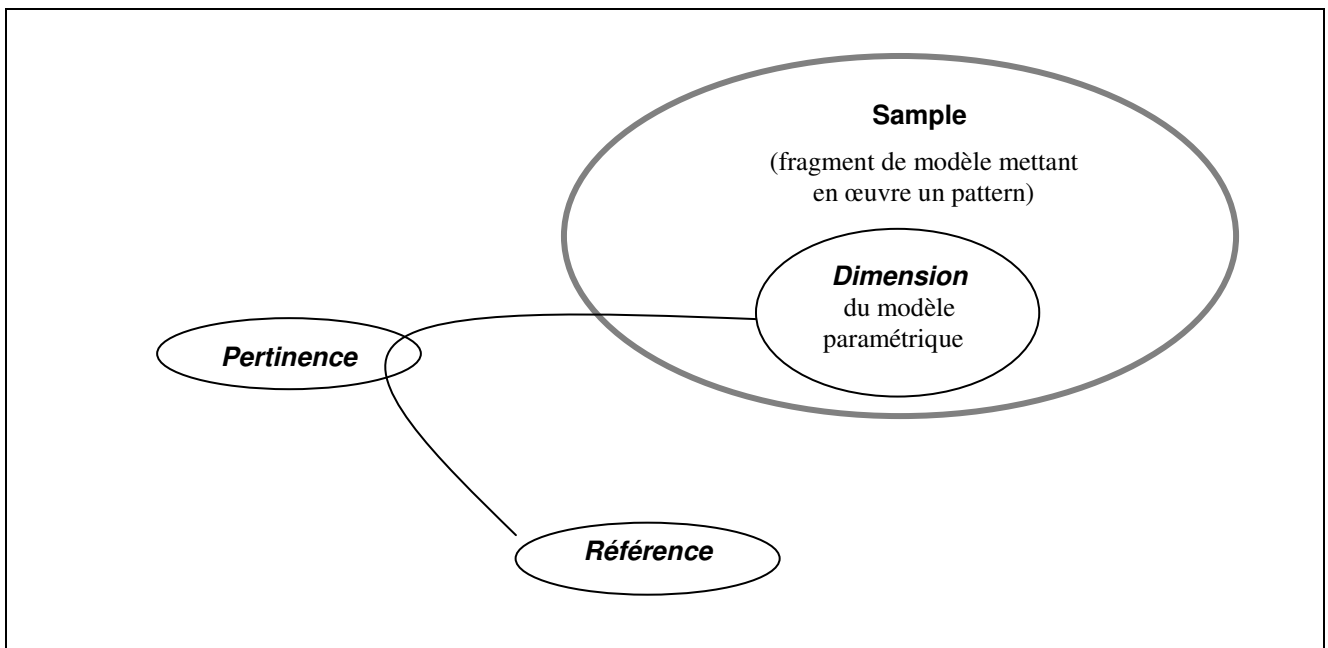 Sample
(fragment de modèle mettant
en œuvre un pattern)
Dimension
du modèle
paramétrique
Pertinence
Référence